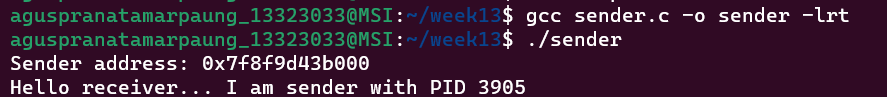 aguspranatamarpaung_13323033@MSI:~/week13$ gcc sender.c -o sender -lrt
aguspranatamarpaung_13323033@MSI:~/week13$ ./sender
Sender address: 0x7f8f9d43b000
Hello receiver... I am sender with PID 3905